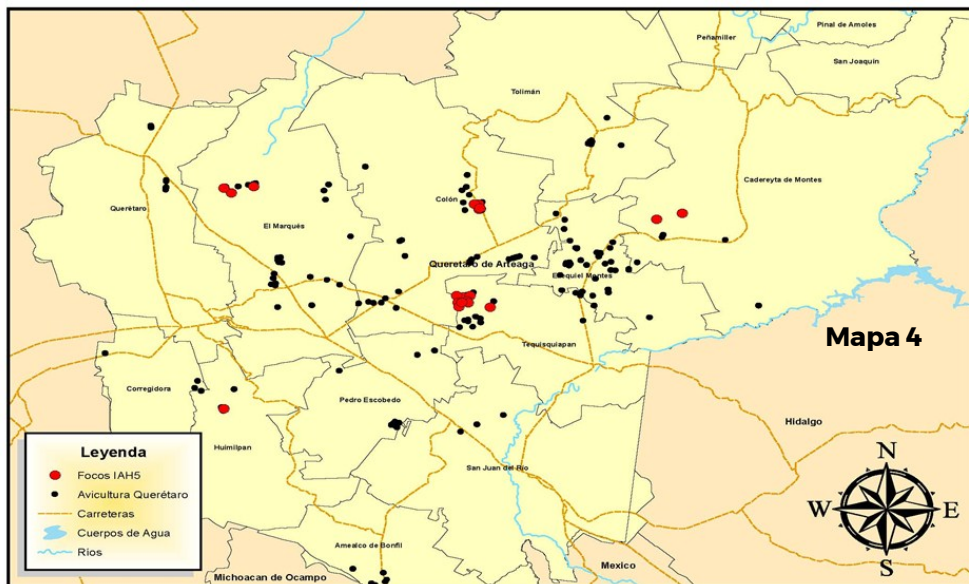 Pinal de Amoles
Peñamiller
San Joaquín
Tolimán
Cadereyta de Montes
Querétaro
Colón
El Marqués
Queretaro de Arteaga
Ezequiel Montes
Mapa 4
Tequisquiapan
Corregidora
Pedro Escobedo
Hidalgo
Huimilpan
San Juan del Río
Leyenda
Focos IAH5
Avicultura Querétaro
Carreteras
Cuerpos de Agua
Ríos
N
W
E
S
Amealco de Bonfil
Mexico
Michoacan de Ocampo